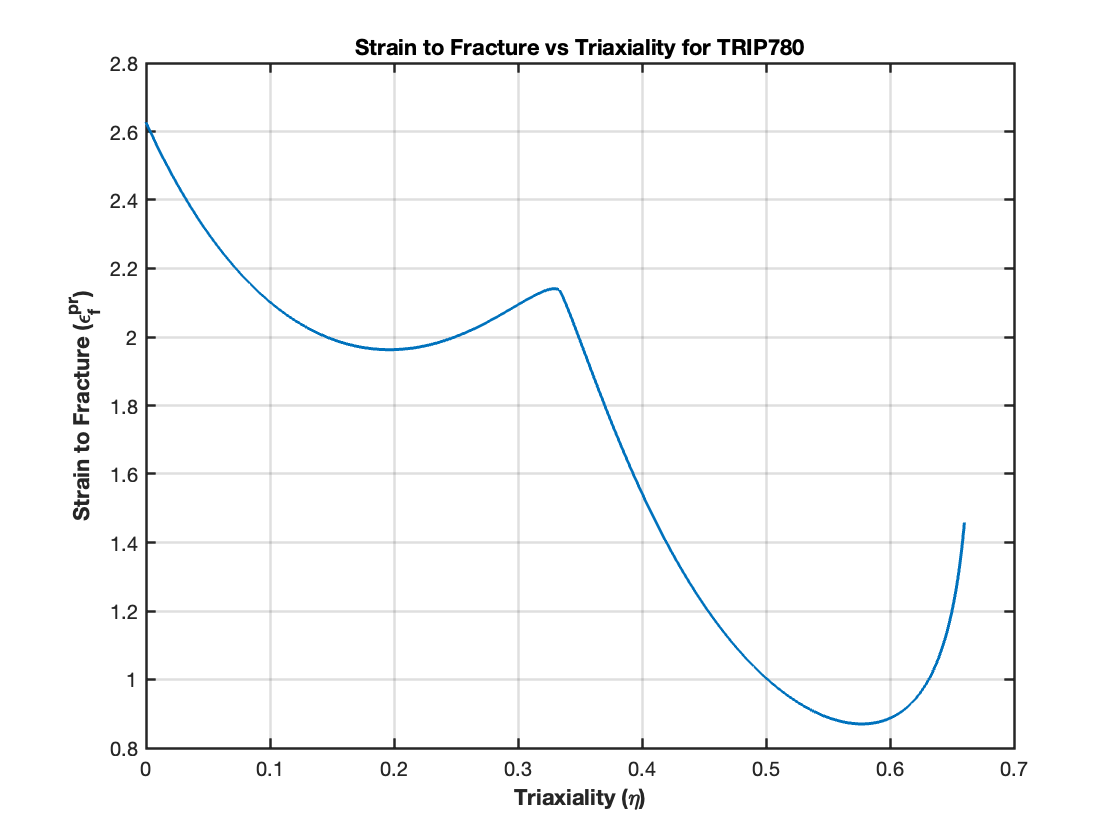 Strain to Fracture vs Triaxiality for TRIP780
2.8
2.6
2.4
2.2
2
1.8
1.6
1.4
1.2
1
0.8
Strain to Fracture (ϵ_f^pr)
0 0.1 0.2 0.3 0.4 0.5 0.6 0.7
Triaxiality (η)